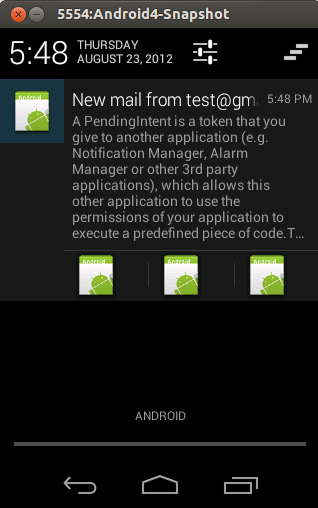 5554:Android4-Snapshot
5:48
THURSDAY
AUGUST 23, 2012
New mail from test@gm
5:48 PM
A PendingIntent is a token that you
give to another application (e.g.
Notification Manager, Alarm
Manager or other 3rd party
applications), which allows this
other application to use the
permissions of your application to
execute a predefined piece of code.T…
Android
Android
Android
Android
ANDROID